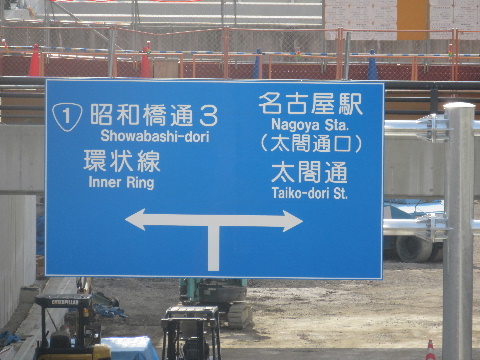 1
昭和橋通3
Showabashi-dori
環状線
Inner Ring
名古屋駅
Nagoya Sta.
(太閤通口)
太閤通
Taiko-dori St.
CATERPILLAR